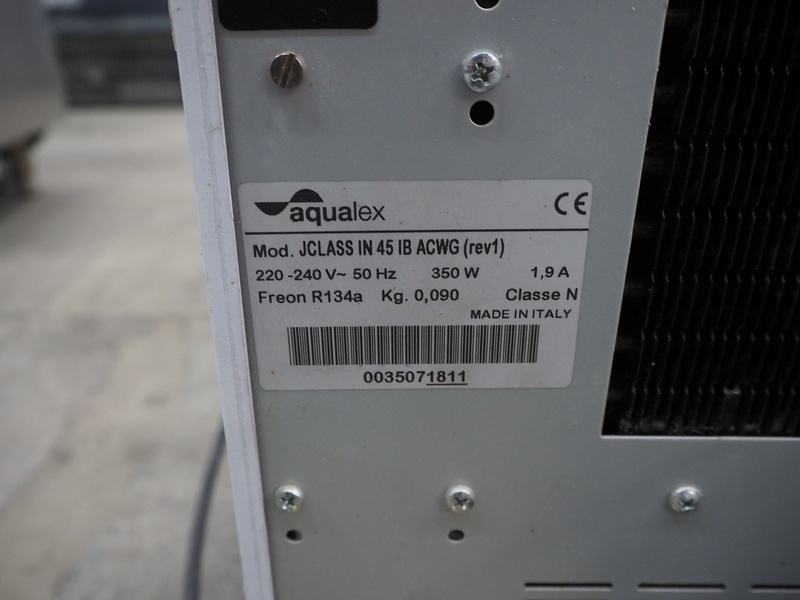 aqualex CE
Mod. JCLASS IN 45 IB ACWG (rev1)
220 -240 V~ 50 Hz 350 W 1,9 A
Freon R134a Kg. 0,090 Classe N
MADE IN ITALY
0035071811